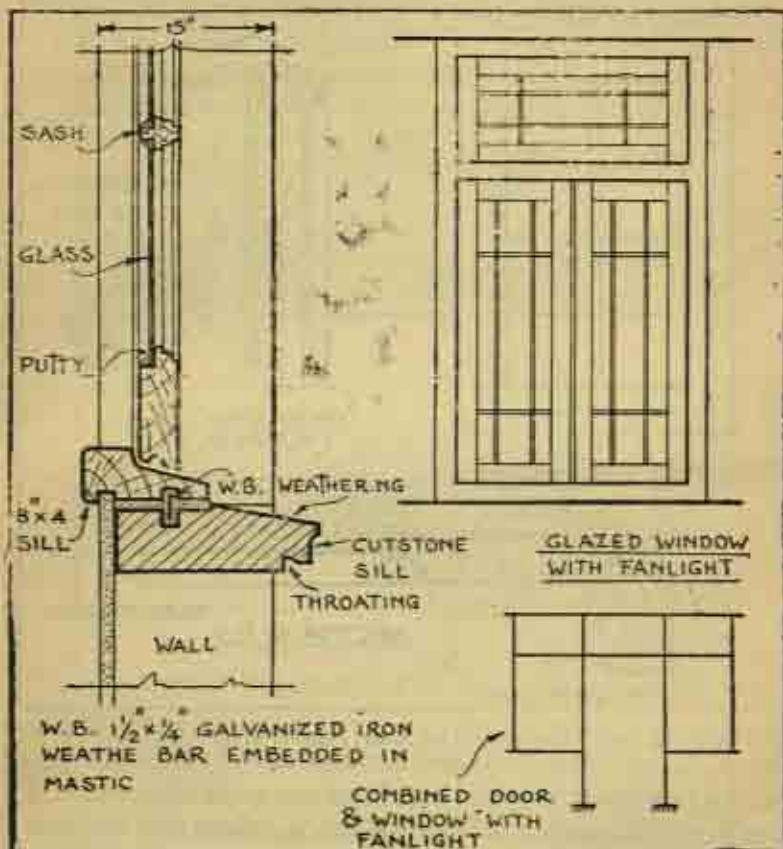 15"
SASH
GLASS
PUTTY
W.B. WEATHERING
8"x4
SILL
CUTSTONE
SILL
THROATING
WALL
W.B. 1½"x¼" GALVANIZED IRON
WEATHE BAR EMBEDDED IN
MASTIC
GLAZED WINDOW
WITH FANLIGHT
COMBINED DOOR
& WINDOW WITH
FANLIGHT